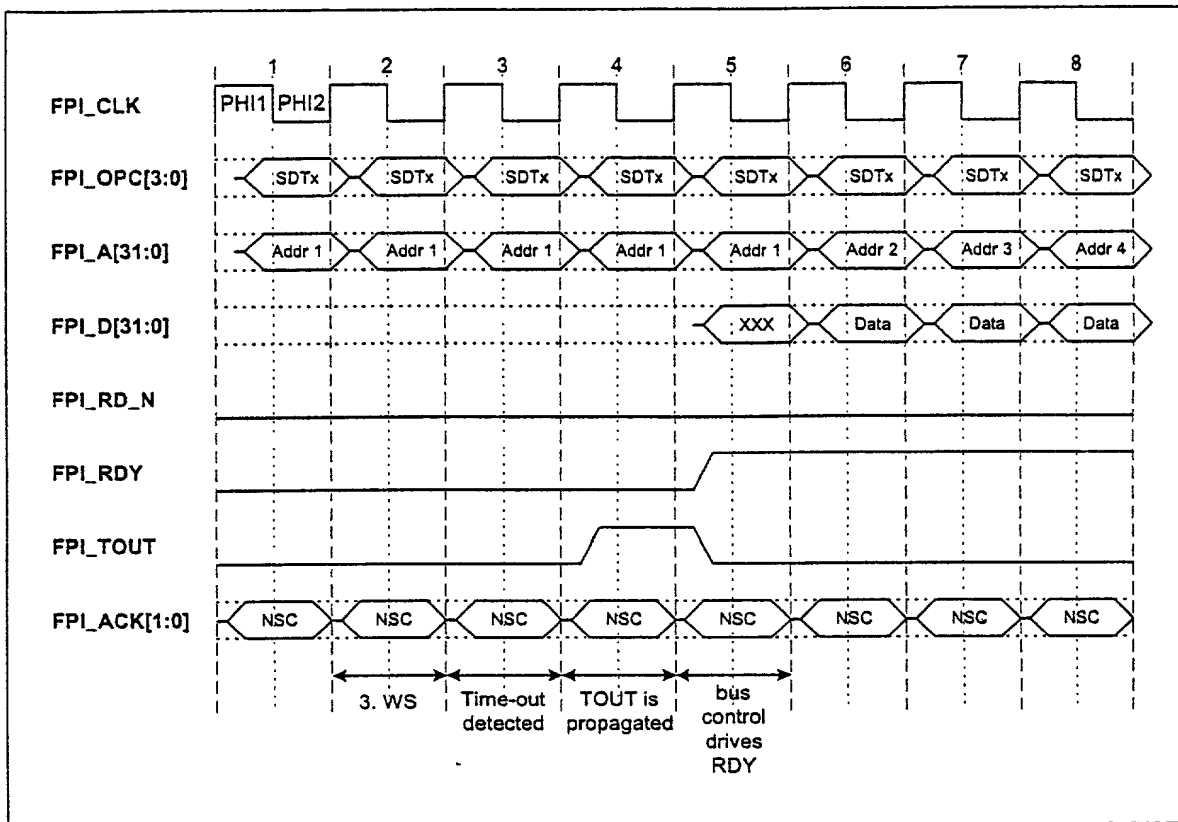 1 2 3 4 5 6 7 8
FPI_CLK PHI1 PHI2
FPI_OPC[3:0] SDTx SDTx SDTx SDTx SDTx SDTx SDTx SDTx
FPI_A[31:0] Addr 1 Addr 1 Addr 1 Addr 1 Addr 1 Addr 2 Addr 3 Addr 4
FPI_D[31:0] XXX Data Data Data
FPI_RD_N
FPI_RDY
FPI_TOUT
FPI_ACK[1:0] NSC NSC NSC NSC NSC NSC NSC NSC
3. WS
Time-out
detected
TOUT is
propagated
bus
control
drives
RDY